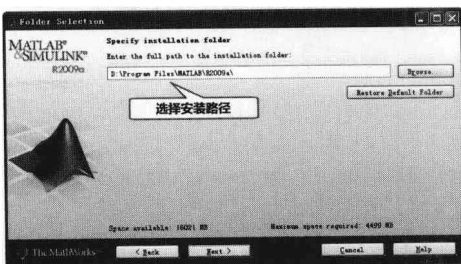 Folder Selection
MATLAB®
&SIMULINK®
R2009a
Specify installation folder
Enter the full path to the installation folder:
D:\Program Files\MATLAB\R2009a\
Browse...
Restore Default Folder
选择安装路径
Space available: 16021 MB
Maximum space required: 4499 MB
The MathWorks
< Back
Next >
Cancel
Help